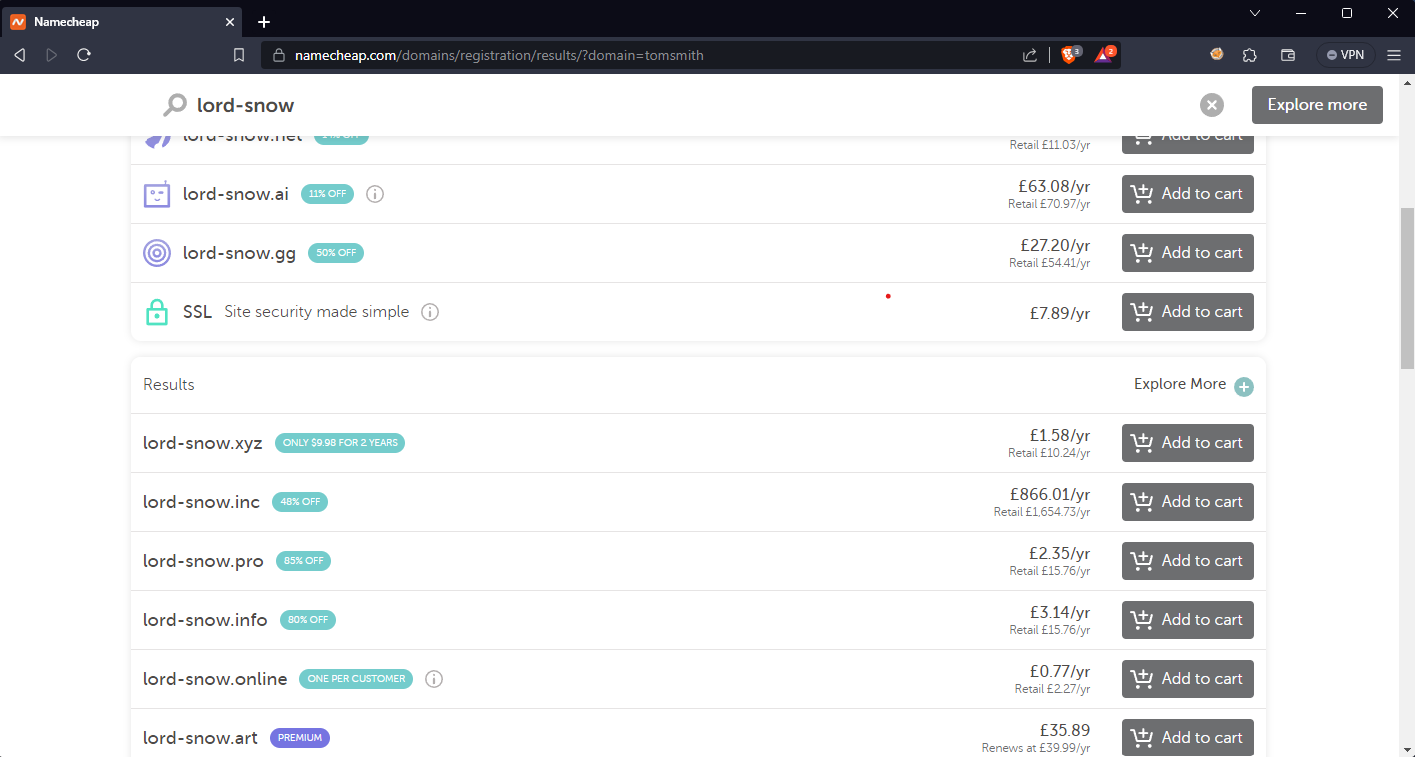 Namecheap
namecheap.com/domains/registration/results/?domain=tomsmith
3
2
VPN
lord-snow
Explore more
lord-snow.net
Retail £11.03/yr
Add to cart
lord-snow.ai 11% OFF
£63.08/yr
Retail £70.97/yr
Add to cart
lord-snow.gg 50% OFF
£27.20/yr
Retail £54.41/yr
Add to cart
SSL Site security made simple
£7.89/yr
Add to cart
Results
Explore More
lord-snow.xyz ONLY $9.98 FOR 2 YEARS
£1.58/yr
Retail £10.24/yr
Add to cart
lord-snow.inc 48% OFF
£866.01/yr
Retail £1,654.73/yr
Add to cart
lord-snow.pro 85% OFF
£2.35/yr
Retail £15.76/yr
Add to cart
lord-snow.info 80% OFF
£3.14/yr
Retail £15.76/yr
Add to cart
lord-snow.online ONE PER CUSTOMER
£0.77/yr
Retail £2.27/yr
Add to cart
lord-snow.art PREMIUM
£35.89
Renews at £39.99/yr
Add to cart